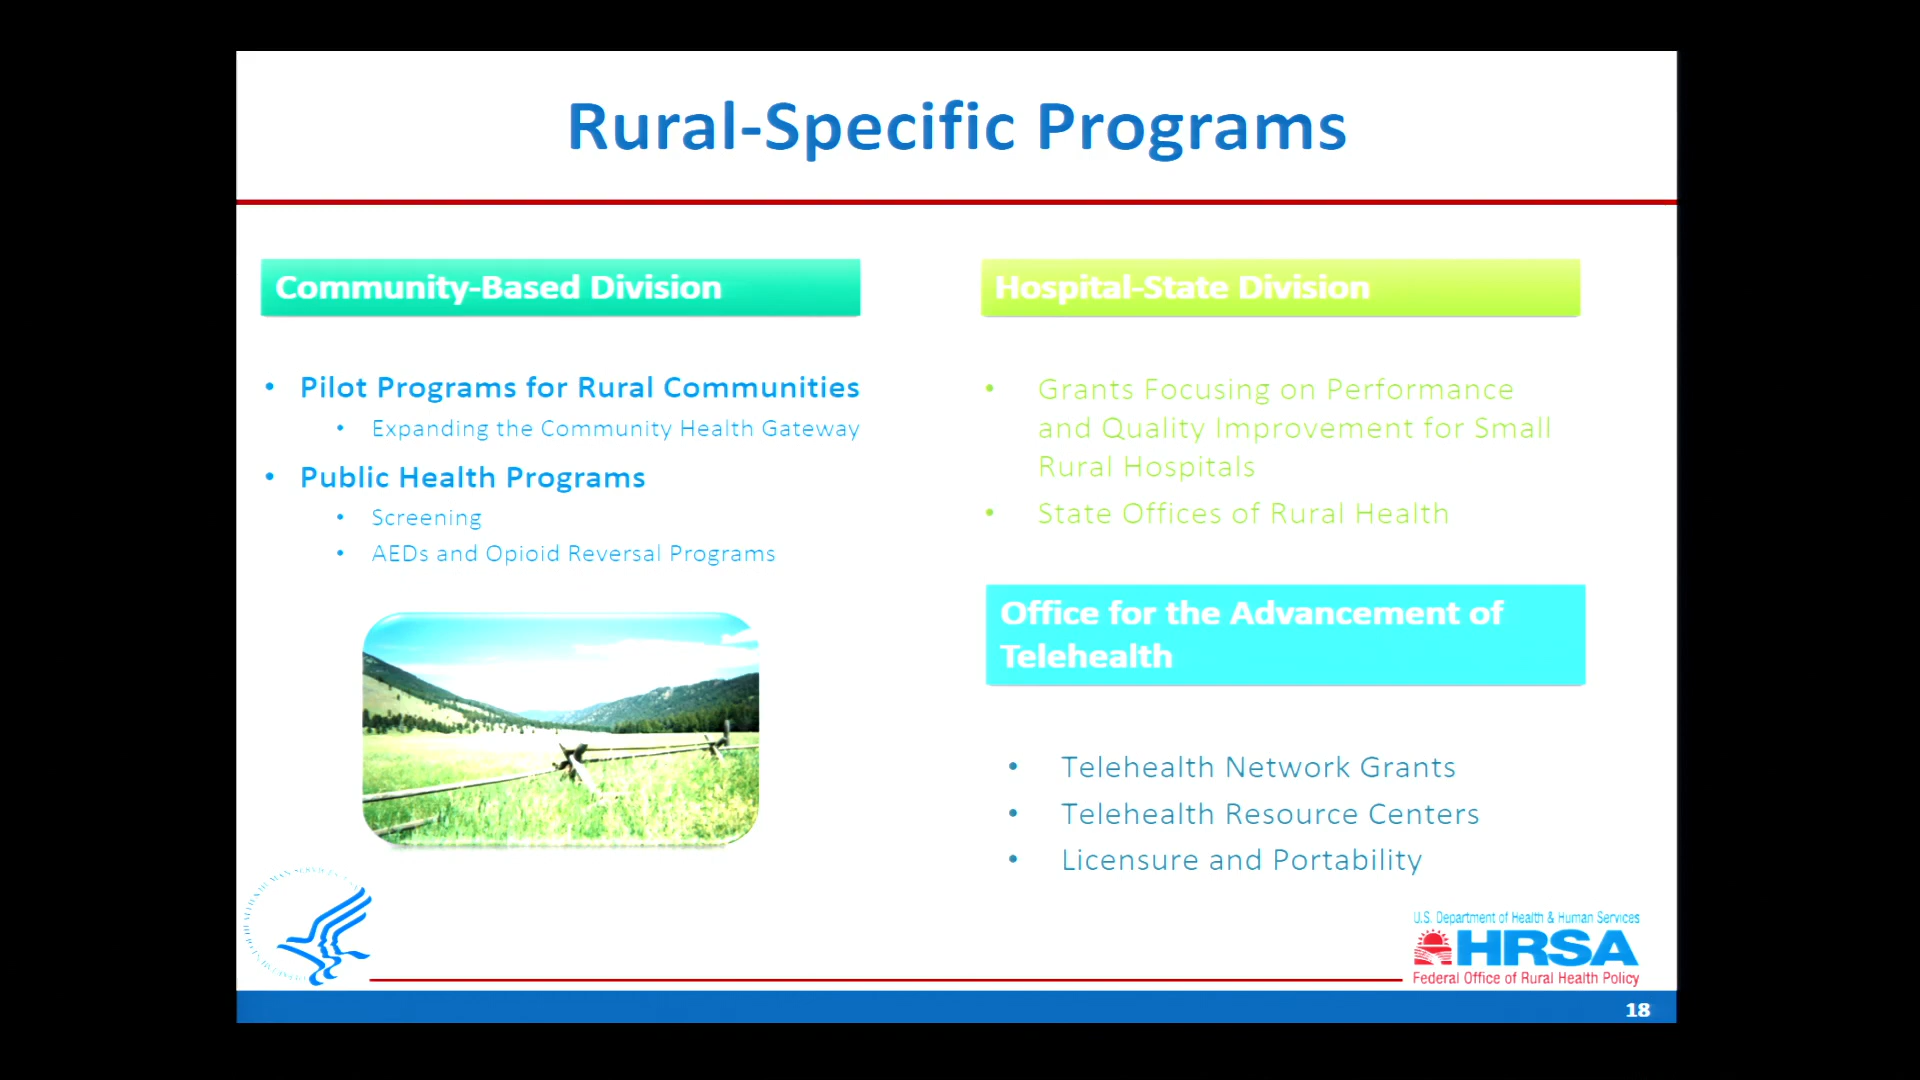 Rural-Specific Programs
Community-Based Division
• Pilot Programs for Rural Communities
• Expanding the Community Health Gateway
• Public Health Programs
• Screening
• AEDs and Opioid Reversal Programs
Hospital-State Division
• Grants Focusing on Performance
and Quality Improvement for Small
Rural Hospitals
• State Offices of Rural Health
Office for the Advancement of
Telehealth
• Telehealth Network Grants
• Telehealth Resource Centers
• Licensure and Portability
U.S. Department of Health & Human Services
HRSA
Federal Office of Rural Health Policy
18